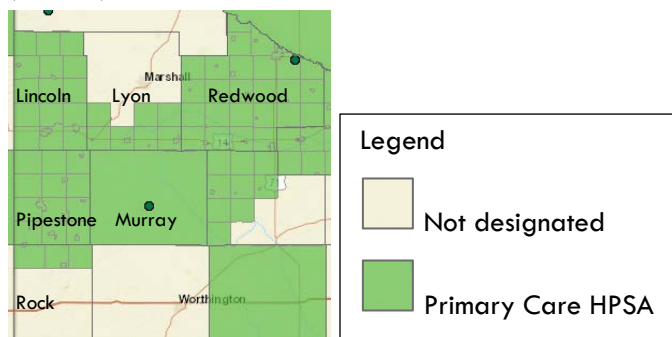 Marshall
Lincoln Lyon Redwood
14
71
Pipestone Murray
Rock Worthington
Legend
Not designated
Primary Care HPSA